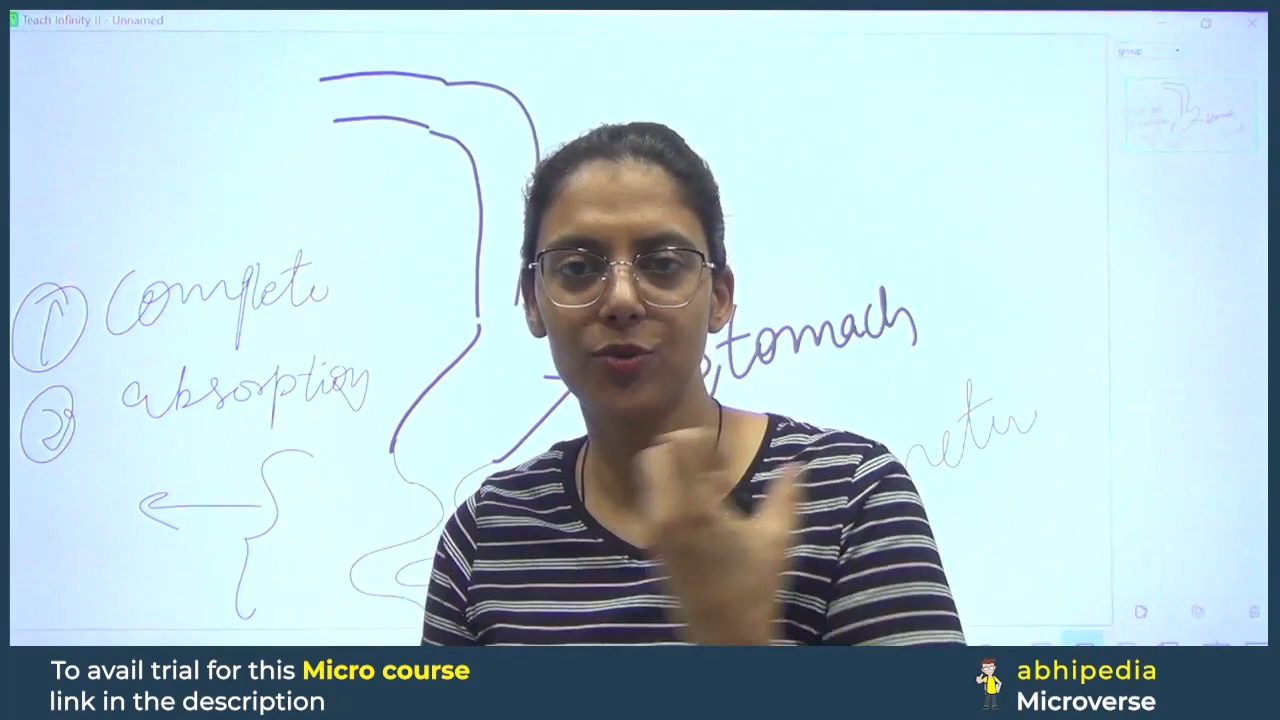 Teach Infinity II - Unnamed
group
① Complete
absorption
②
stomach
To avail trial for this Micro course
link in the description
abhipedia
Microverse